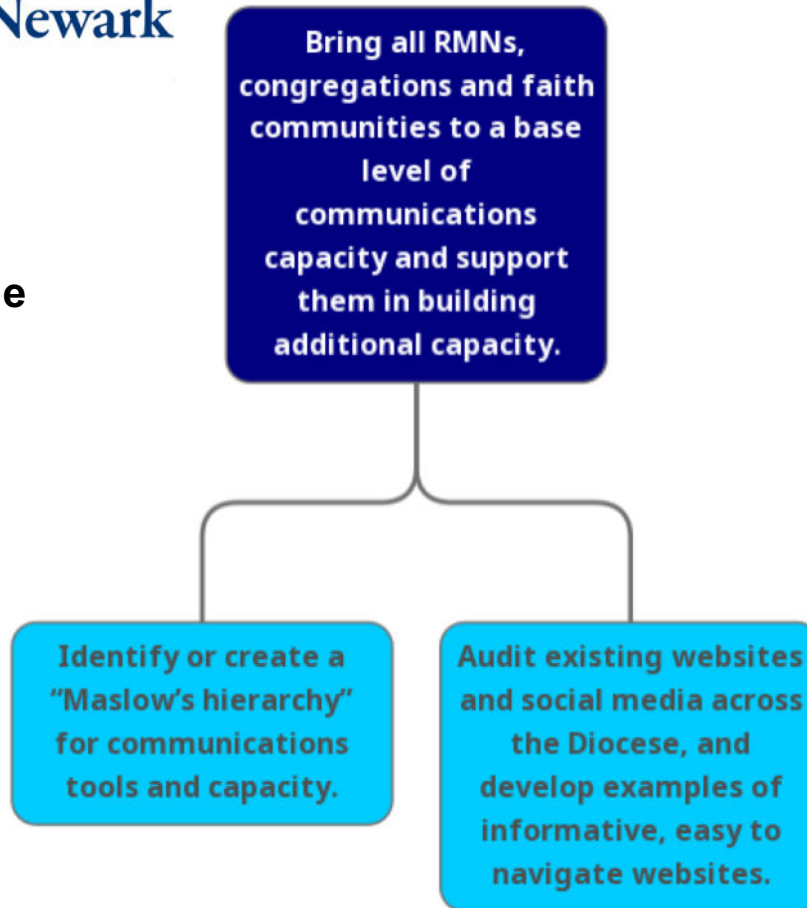 Newark
Bring all RMNs,
congregations and faith
communities to a base
level of
communications
capacity and support
them in building
additional capacity.
e
Identify or create a
“Maslow’s hierarchy”
for communications
tools and capacity.
Audit existing websites
and social media across
the Diocese, and
develop examples of
informative, easy to
navigate websites.